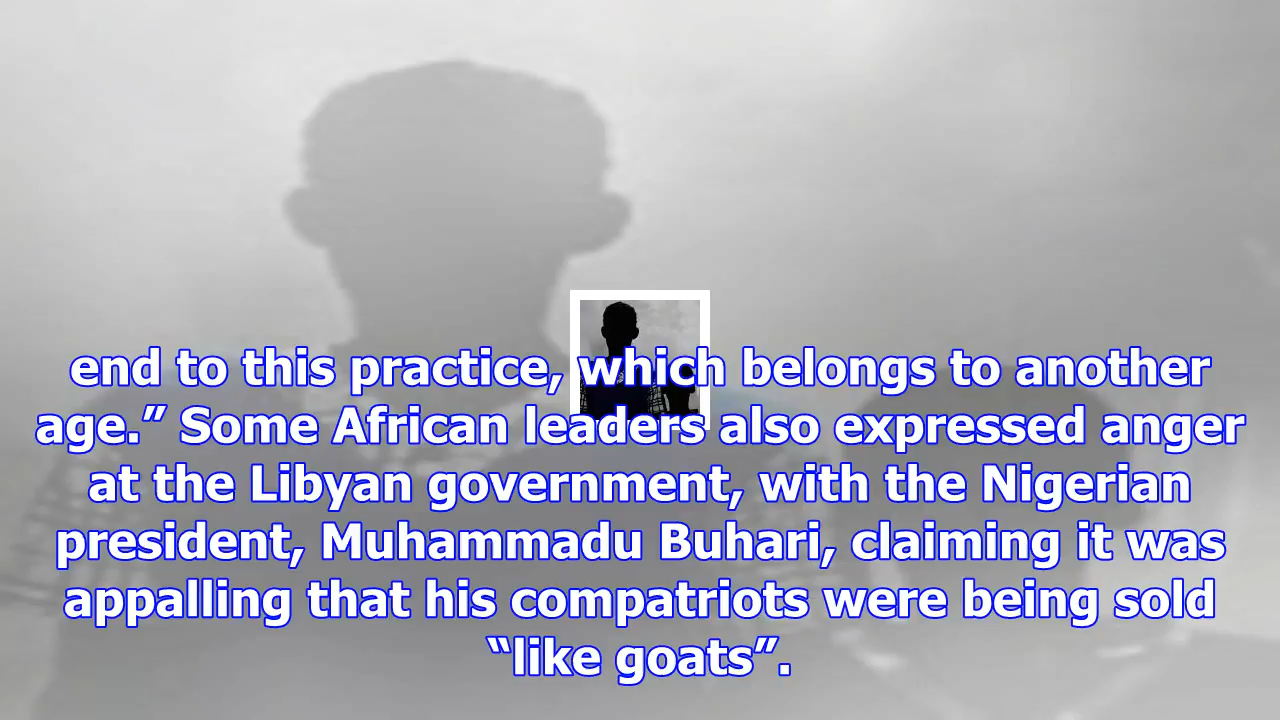 end to this practice, which belongs to another
age.” Some African leaders also expressed anger
at the Libyan government, with the Nigerian
president, Muhammadu Buhari, claiming it was
appalling that his compatriots were being sold
“like goats”.